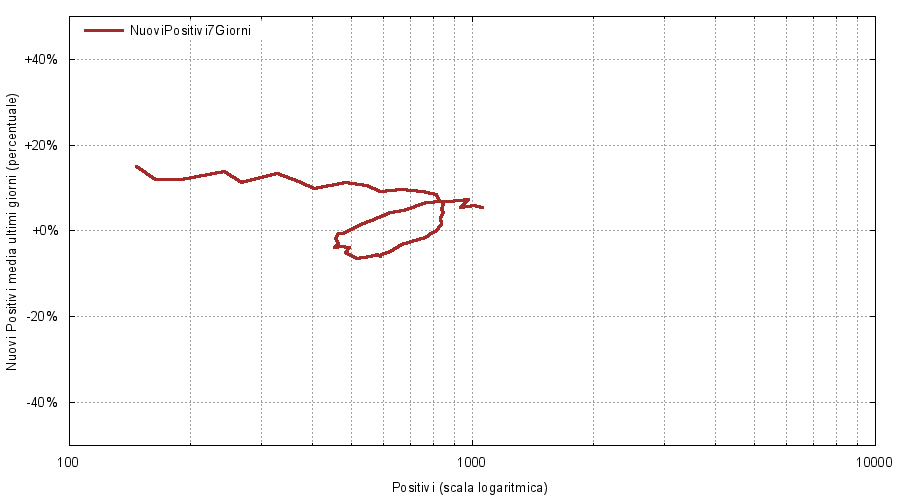 NuoviPositivi7Giorni
+40%
+20%
+0%
-20%
-40%
Nuovi Positivi media ultimi giorni (percentuale)
100
1000
10000
Positivi (scala logaritmica)